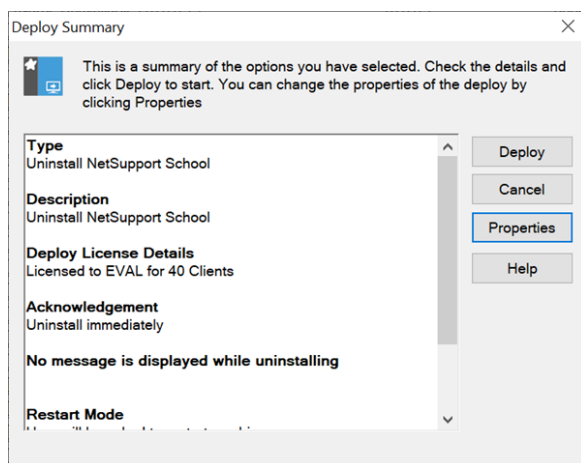 Deploy Summary
This is a summary of the options you have selected. Check the details and
click Deploy to start. You can change the properties of the deploy by
clicking Properties
Type
Uninstall NetSupport School
Description
Uninstall NetSupport School
Deploy License Details
Licensed to EVAL for 40 Clients
Acknowledgement
Uninstall immediately
No message is displayed while uninstalling
Restart Mode
Deploy
Cancel
Properties
Help